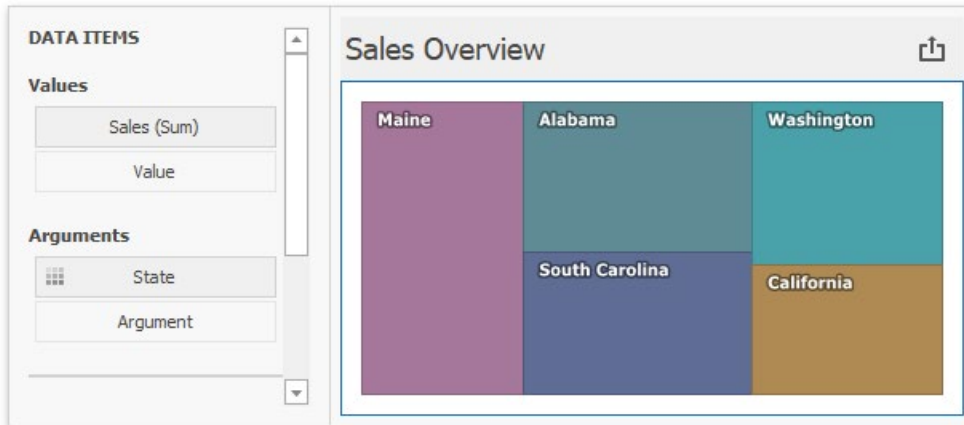 DATA ITEMS
Values
Sales (Sum)
Value
Arguments
State
Argument
Sales Overview
Maine
Alabama
Washington
South Carolina
California